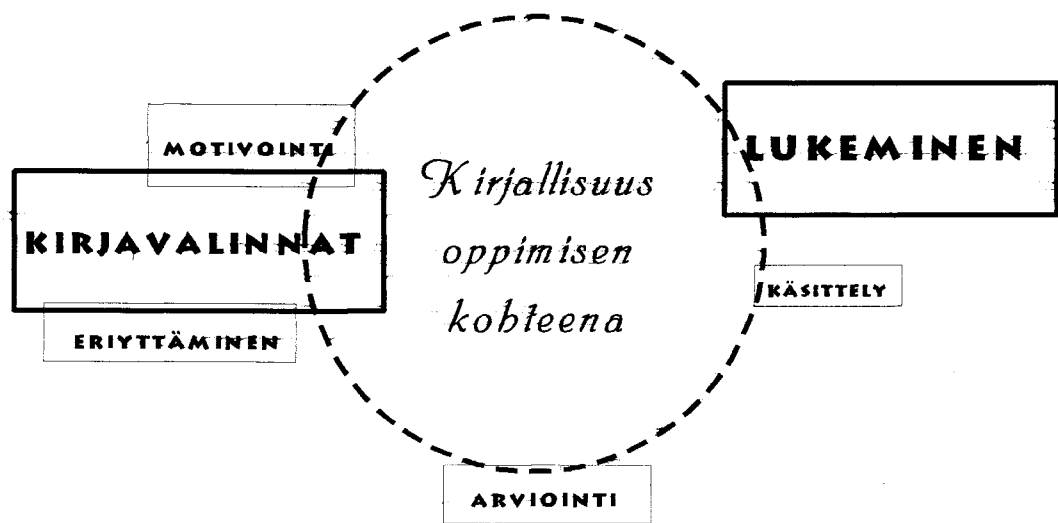 MOTIVOINTI
KIRJAVALINNAT
ERIYTTÄMINEN
Kirjallisuus
oppimisen
kohteena
LUKEMINEN
KÄSITTELY
ARVIOINTI